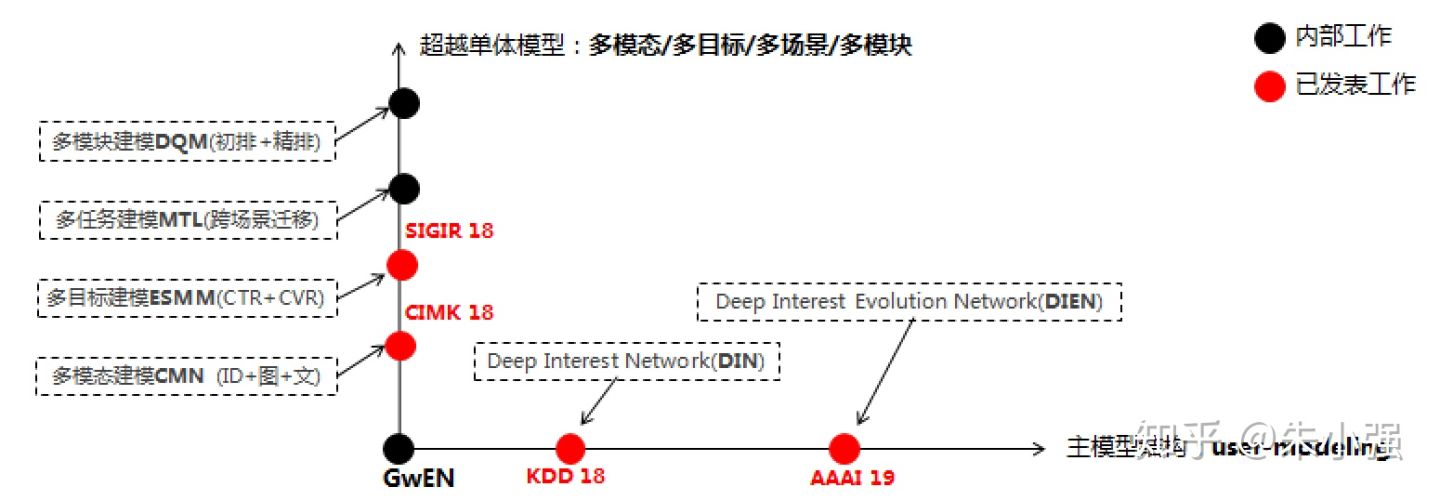 超越单体模型：多模态/多目标/多场景/多模块
内部工作
已发表工作
多模块建模DQM(初排+精排)
多任务建模MTL(跨场景迁移)
SIGIR 18
多目标建模ESMM(CTR+CVR)
CIMK 18
多模态建模CMN (ID+图+文)
Deep Interest Evolution Network(DIEN)
Deep Interest Network(DIN)
主模型架构 user-modeling
知乎 @朱小强
GwEN
KDD 18
AAAI 19